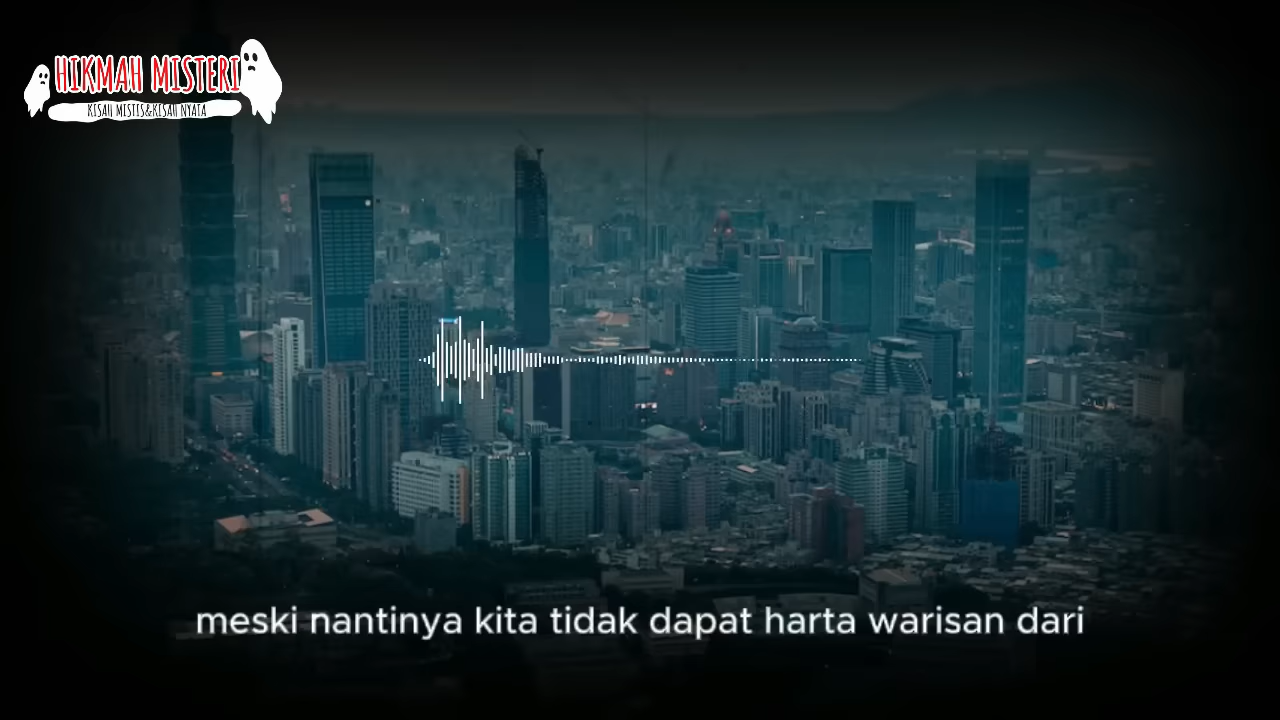 HIKMAH MISTERI
KISAH MISTIS&KISAH NYATA
meski nantinya kita tidak dapat harta warisan dari